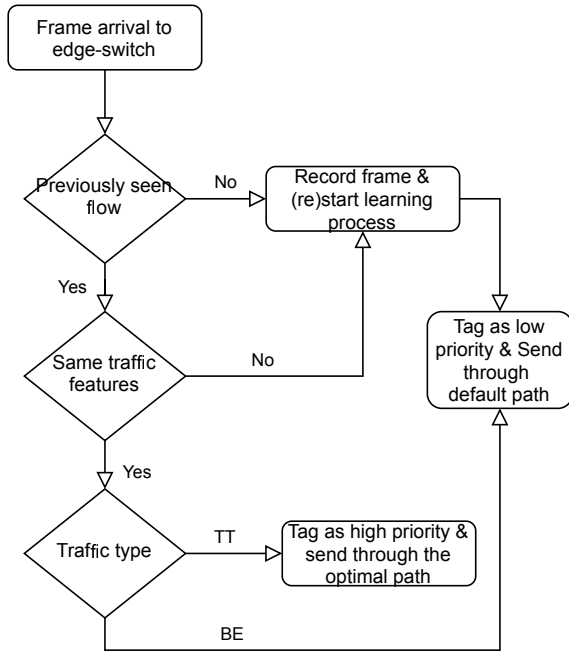 Frame arrival to
edge-switch
Previously seen
flow
No
Record frame &
(re)start learning
process
Yes
Tag as low
priority & Send
through
default path
Same traffic
features
No
Yes
Traffic type
TT
Tag as high priority &
send through the
optimal path
BE